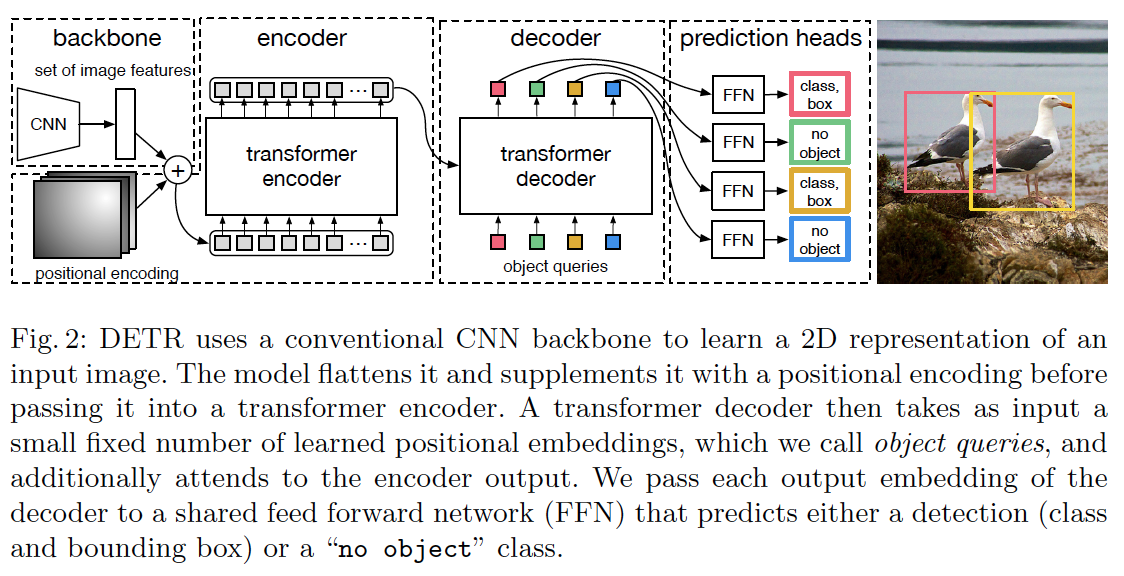 backbone
encoder
decoder
prediction heads
set of image features
CNN
+
positional encoding
...
transformer
encoder
...
transformer
decoder
object queries
FFN
class,
box
FFN
no
object
FFN
class,
box
FFN
no
object
Fig. 2: DETR uses a conventional CNN backbone to learn a 2D representation of an
input image. The model flattens it and supplements it with a positional encoding before
passing it into a transformer encoder. A transformer decoder then takes as input a
small fixed number of learned positional embeddings, which we call object queries, and
additionally attends to the encoder output. We pass each output embedding of the
decoder to a shared feed forward network (FFN) that predicts either a detection (class
and bounding box) or a “no object” class.